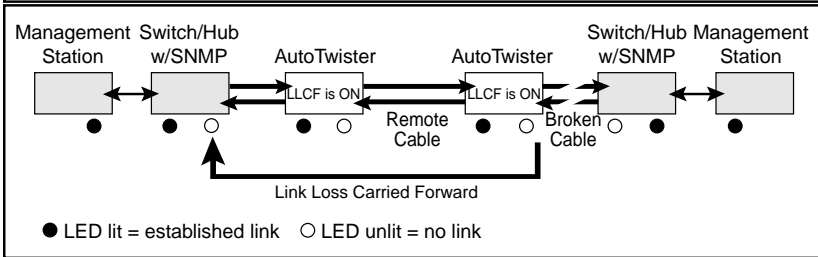 Management Station
Switch/Hub w/SNMP
AutoTwister
AutoTwister
Switch/Hub w/SNMP
Management Station
LLCF is ON
LLCF is ON
Remote Cable
Broken Cable
Link Loss Carried Forward
LED lit = established link
LED unlit = no link